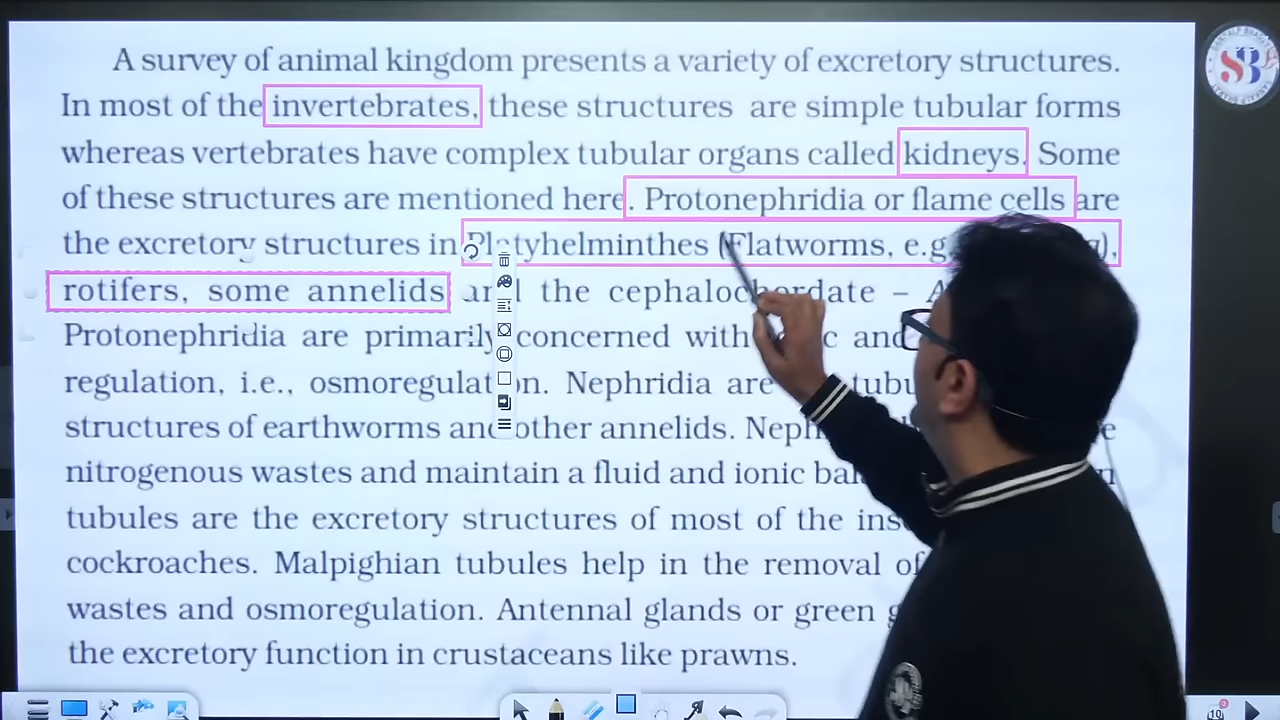 A survey of animal kingdom presents a variety of excretory structures.
In most of the invertebrates, these structures are simple tubular forms
whereas vertebrates have complex tubular organs called kidneys. Some
of these structures are mentioned here. Protonephridia or flame cells are
the excretory structures in Platyhelminthes (Flatworms, e.g.
rotifers, some annelids the cephalochordate –
Protonephridia are primarily concerned with and
regulation, i.e., osmoregulation. Nephridia are
structures of earthworms and other annelids.
nitrogenous wastes and maintain a fluid and ionic
tubules are the excretory structures of most of the
cockroaches. Malpighian tubules help in the removal of
wastes and osmoregulation. Antennal glands or green
the excretory function in crustaceans like prawns.
SB
10